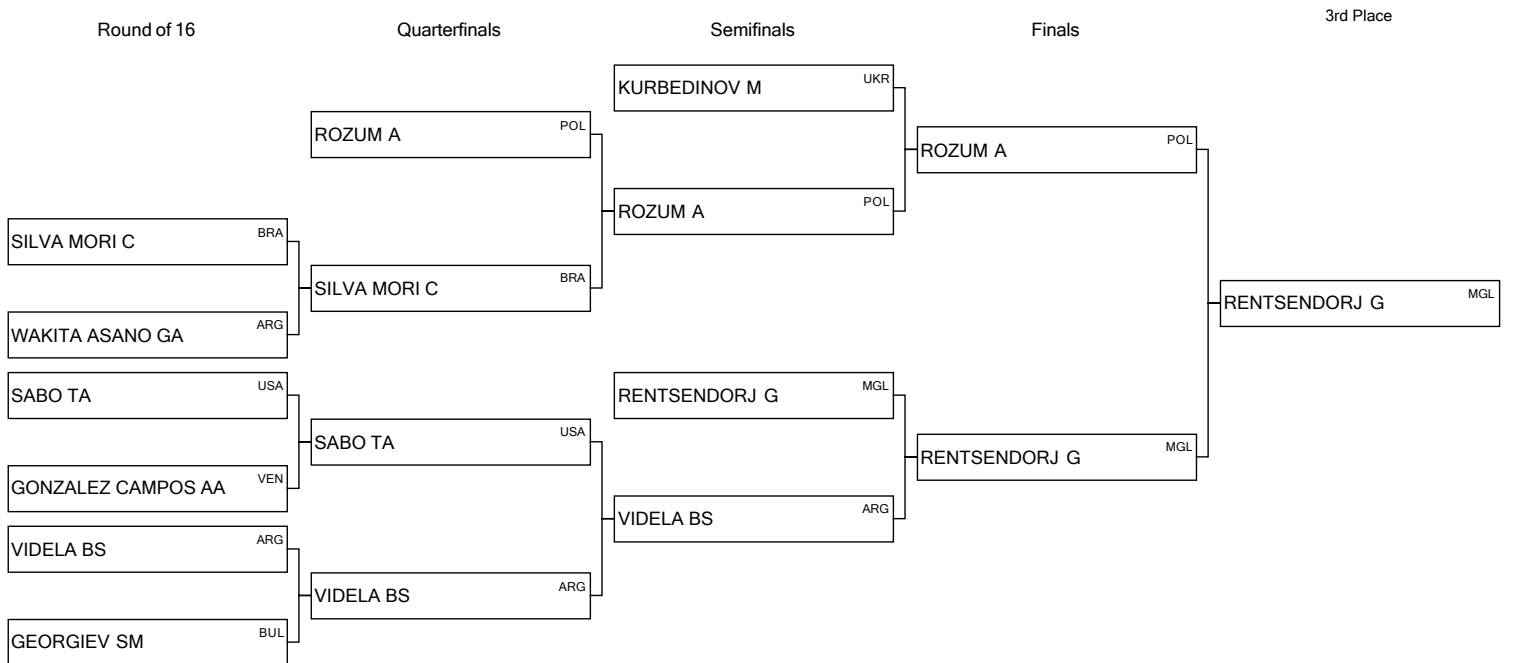 Round of 16
Quarterfinals
Semifinals
Finals
3rd Place
KURBEDINOV M UKR
ROZUM A POL
ROZUM A POL
ROZUM A POL
SILVA MORI C BRA
SILVA MORI C BRA
RENTSENDORJ G MGL
WAKITA ASANO GA ARG
SABO TA USA
RENTSENDORJ G MGL
SABO TA USA
RENTSENDORJ G MGL
GONZALEZ CAMPOS AA VEN
VIDELA BS ARG
VIDELA BS ARG
VIDELA BS ARG
GEORGIEV SM BUL